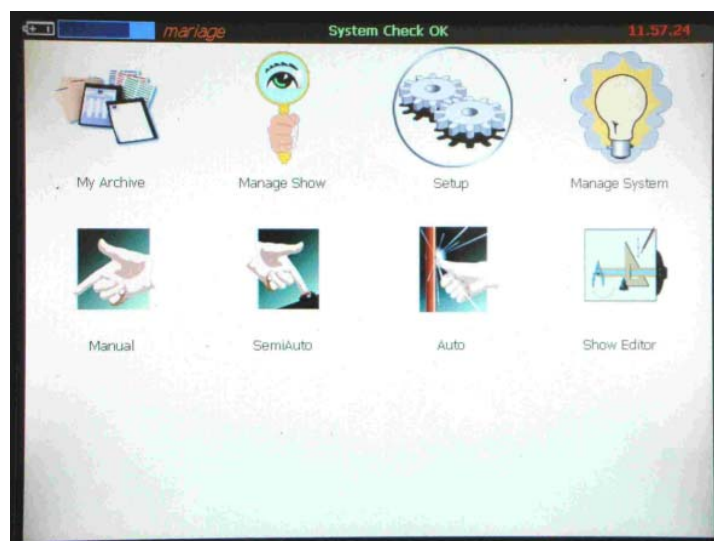 mariage System Check OK 11.57.24
My Archive Manage Show Setup Manage System
Manual SemiAuto Auto Show Editor